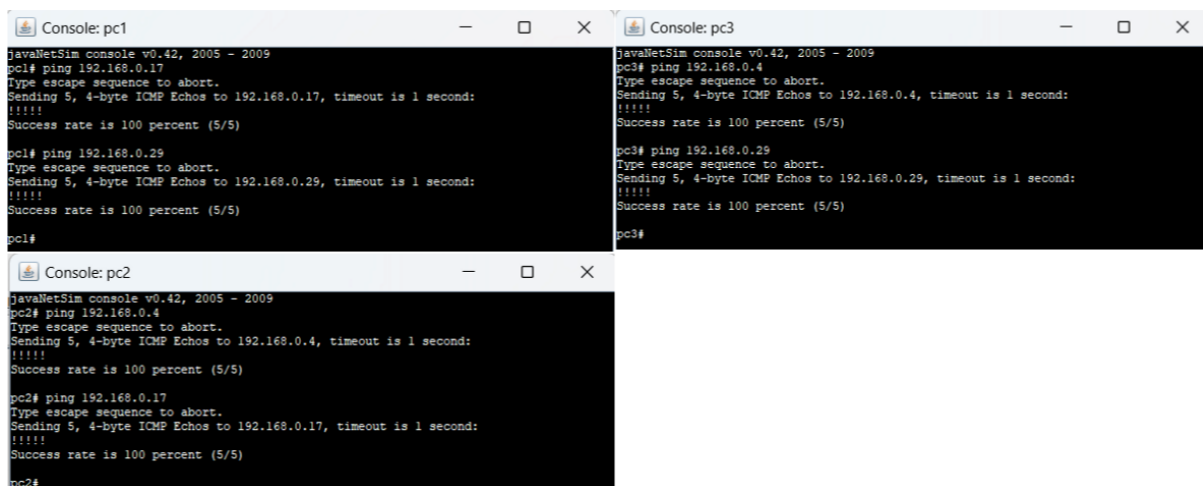 Console: pc1
javaNetSim console v0.42, 2005 - 2009
pc1# ping 192.168.0.17
Type escape sequence to abort.
Sending 5, 4-byte ICMP Echos to 192.168.0.17, timeout is 1 second:
!!!!!
Success rate is 100 percent (5/5)
pc1# ping 192.168.0.29
Type escape sequence to abort.
Sending 5, 4-byte ICMP Echos to 192.168.0.29, timeout is 1 second:
!!!!!
Success rate is 100 percent (5/5)
pc1#
Console: pc3
javaNetSim console v0.42, 2005 - 2009
pc3# ping 192.168.0.4
Type escape sequence to abort.
Sending 5, 4-byte ICMP Echos to 192.168.0.4, timeout is 1 second:
!!!!!
Success rate is 100 percent (5/5)
pc3# ping 192.168.0.29
Type escape sequence to abort.
Sending 5, 4-byte ICMP Echos to 192.168.0.29, timeout is 1 second:
!!!!!
Success rate is 100 percent (5/5)
pc3#
Console: pc2
javaNetSim console v0.42, 2005 - 2009
pc2# ping 192.168.0.4
Type escape sequence to abort.
Sending 5, 4-byte ICMP Echos to 192.168.0.4, timeout is 1 second:
!!!!!
Success rate is 100 percent (5/5)
pc2# ping 192.168.0.17
Type escape sequence to abort.
Sending 5, 4-byte ICMP Echos to 192.168.0.17, timeout is 1 second:
!!!!!
Success rate is 100 percent (5/5)
pc2#